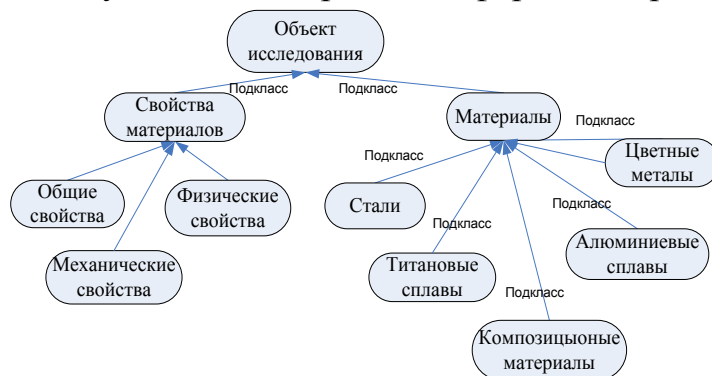 Объект
исследования
Подкласс
Подкласс
Свойства
материалов
Материалы
Подкласс
Цветные
металы
Подкласс
Общие
свойства
Физические
свойства
Стали
Подкласс
Подкласс
Алюминиевые
сплавы
Механические
свойства
Титановые
сплавы
Подкласс
Композицыоные
материалы